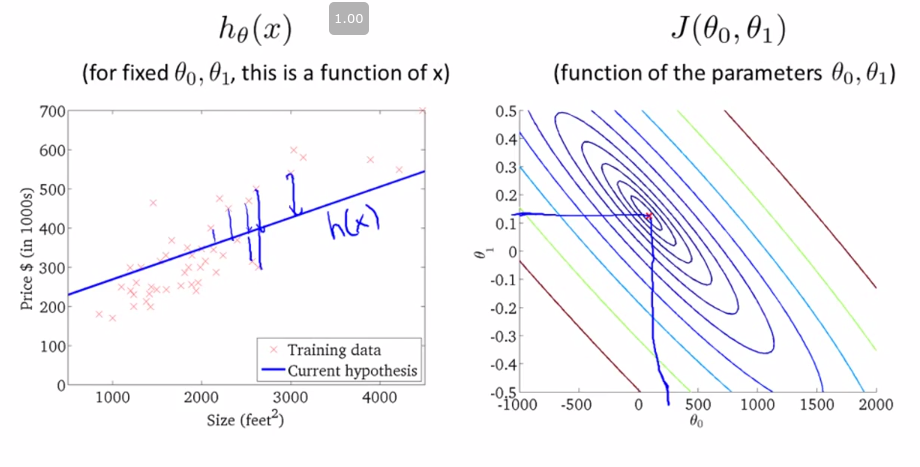 1.00
hθ(x)
(for fixed θ₀, θ₁, this is a function of x)
700
600
500
400
300
200
100
0
Price $ (in 1000s)
1000
2000
3000
4000
Size (feet²)
h(x)
Training data
Current hypothesis
J(θ₀, θ₁)
(function of the parameters θ₀, θ₁)
0.5
0.4
0.3
0.2
0.1
0
-0.1
-0.2
-0.3
-0.4
-0.5
θ₁
-1000
-500
0
500
1000
1500
2000
θ₀